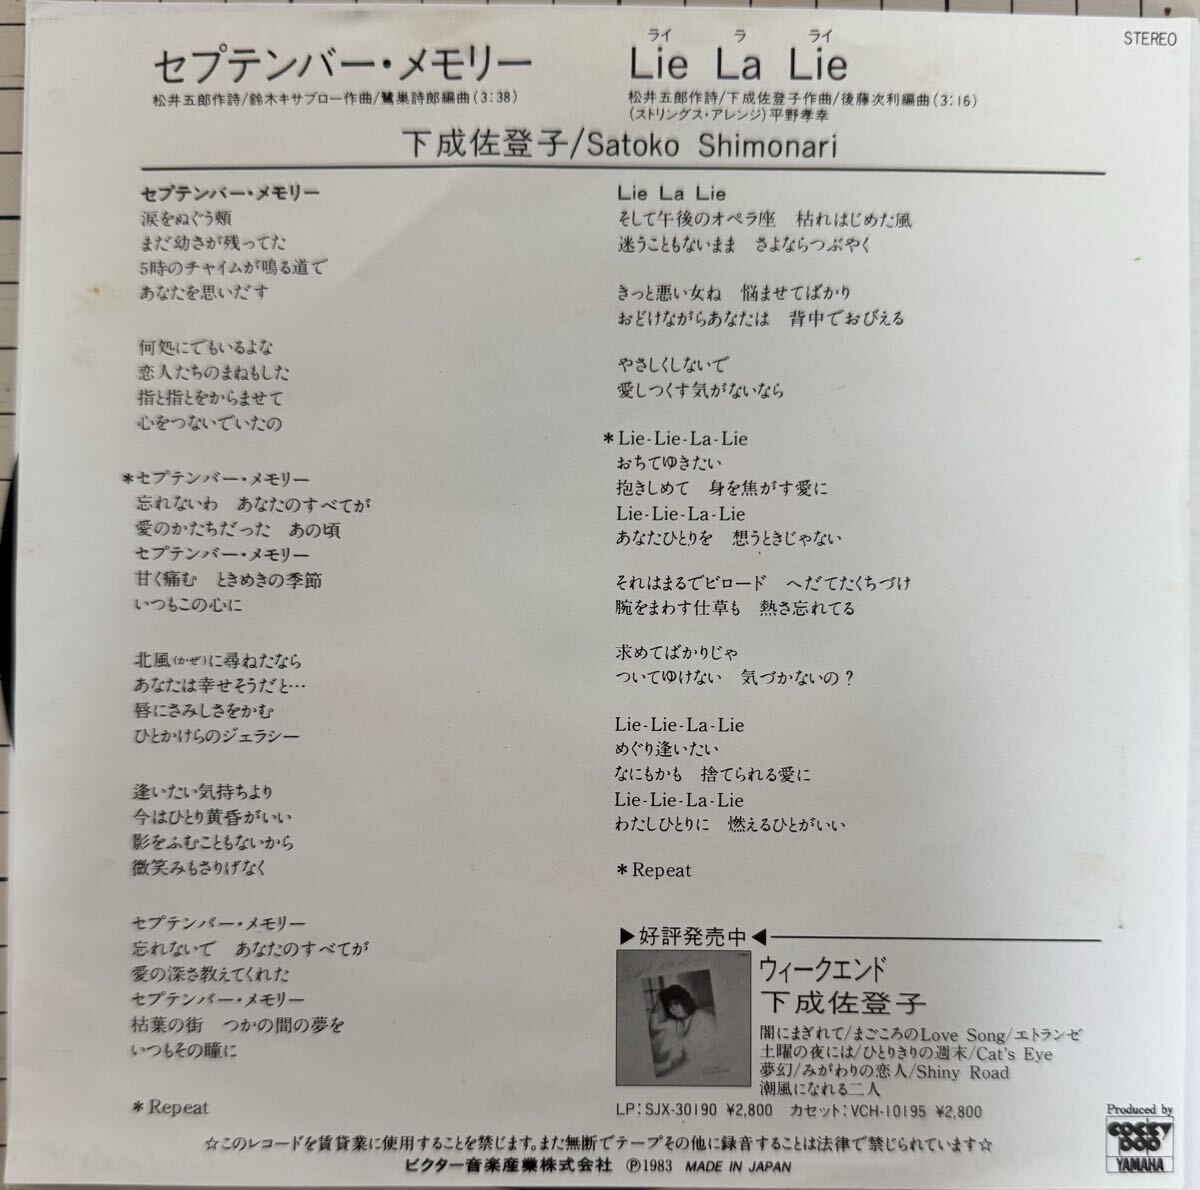 STEREO
セプテンバー・メモリー
松井五郎作詩/鈴木キサブロー作曲/鷺巣詩郎編曲(3:38)
ライ ラ ライ
Lie La Lie
松井五郎作詩/下成佐登子作曲/後藤次利編曲(3:16)
(ストリングス・アレンジ)平野孝幸
下成佐登子/Satoko Shimonari
セプテンバー・メモリー
涙をぬぐう頬
まだ幼さが残ってた
5時のチャイムが鳴る道で
あなたを思いだす
何処にでもいるよな
恋人たちのまねもした
指と指とをからませて
心をつないでいたの
*セプテンバー・メモリー
忘れないわ あなたのすべてが
愛のかたちだった あの頃
セプテンバー・メモリー
甘く痛む ときめきの季節
いつもこの心に
北風(かぜ)に尋ねたなら
あなたは幸せそうだと…
唇にさみしさをかむ
ひとかけらのジェラシー
逢いたい気持ちより
今はひとり黄昏がいい
影をふむこともないから
微笑みもさりげなく
セプテンバー・メモリー
忘れないで あなたのすべてが
愛の深さ教えてくれた
セプテンバー・メモリー
枯葉の街 つかの間の夢を
いつもその瞳に
*Repeat
Lie La Lie
そして午後のオペラ座 枯れはじめた風
迷うこともないまま さよならつぶやく
きっと悪い女ね 悩ませてばかり
おどけながらあなたは 背中でおびえる
やさしくしないで
愛しつくす気がないなら
*Lie-Lie-La-Lie
おちてゆきたい
抱きしめて 身を焦がす愛に
Lie-Lie-La-Lie
あなたひとりを 想うときじゃない
それはまるでビロード へだてたくちづけ
腕をまわす仕草も 熱さ忘れてる
求めてばかりじゃ
ついてゆけない 気づかないの？
Lie-Lie-La-Lie
めぐり逢いたい
なにもかも 捨てられる愛に
Lie-Lie-La-Lie
わたしひとりに 燃えるひとがいい
*Repeat
▶好評発売中◀
ウィークエンド
下成佐登子
闇にまぎれて/まごころのLove Song/エトランゼ
土曜の夜には/ひとりきりの週末/Cat's Eye
夢幻/みがわりの恋人/Shiny Road
潮風になれる二人
LP:SJX-30190 ¥2,800 カセット:VCH-10195 ¥2,800
☆このレコードを賃貸業に使用することを禁じます。また無断でテープその他に録音することは法律で禁じられています☆
ビクター音楽産業株式会社 Ⓟ1983 MADE IN JAPAN
Produced by
COCKY POP
YAMAHA